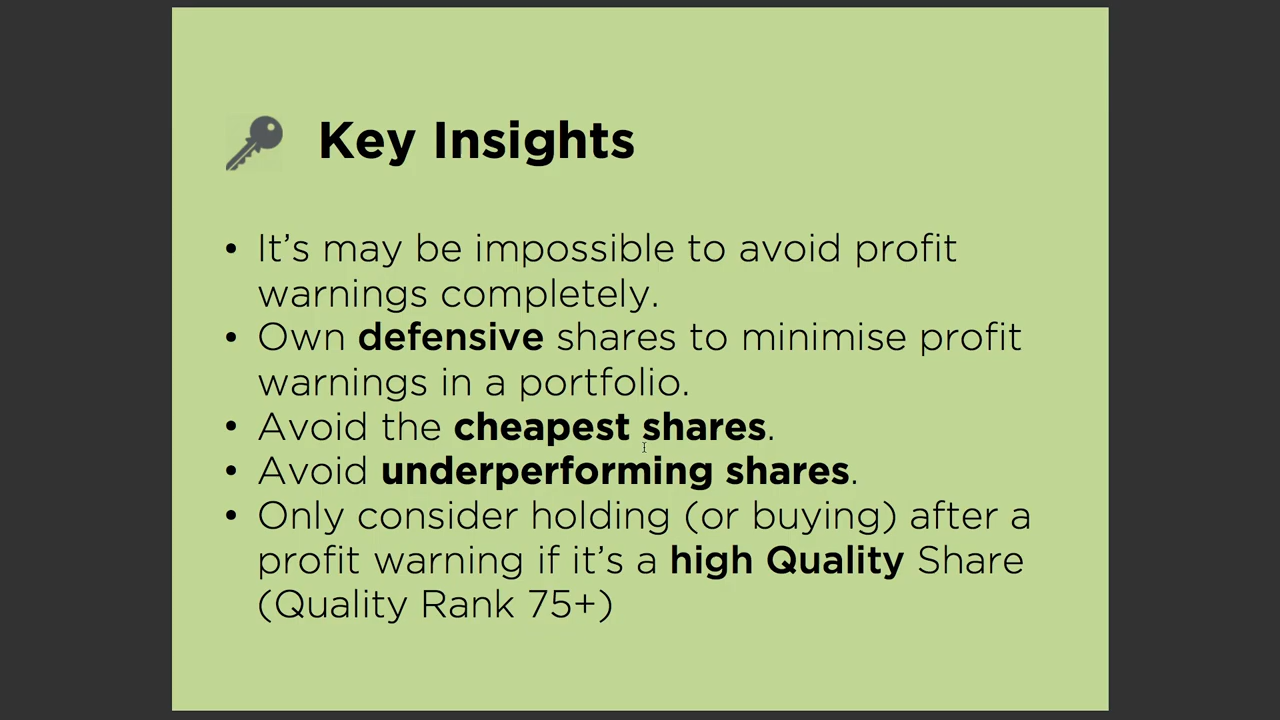 Key Insights
• It’s may be impossible to avoid profit
warnings completely.
• Own defensive shares to minimise profit
warnings in a portfolio.
• Avoid the cheapest shares.
• Avoid underperforming shares.
• Only consider holding (or buying) after a
profit warning if it’s a high Quality Share
(Quality Rank 75+)